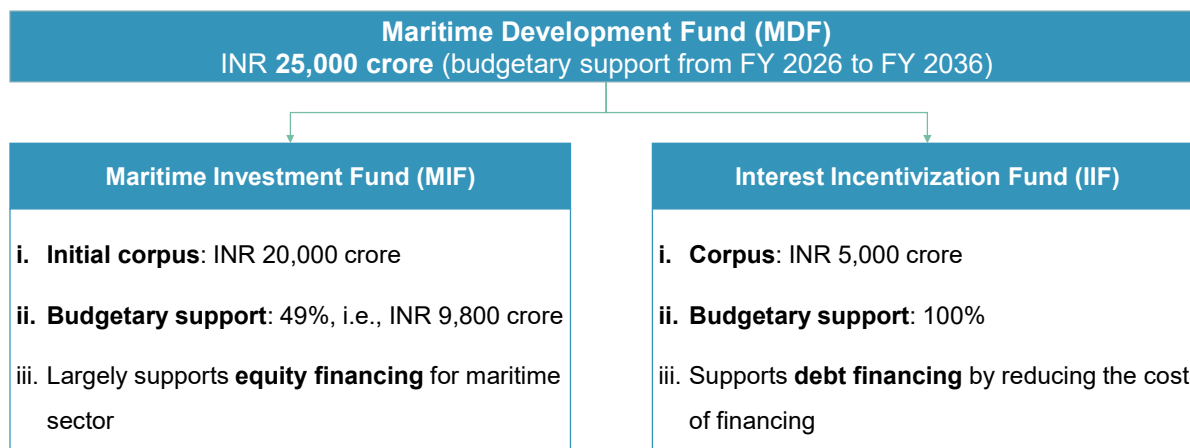 Maritime Development Fund (MDF)
INR 25,000 crore (budgetary support from FY 2026 to FY 2036)
Maritime Investment Fund (MIF)
i. Initial corpus: INR 20,000 crore
ii. Budgetary support: 49%, i.e., INR 9,800 crore
iii. Largely supports equity financing for maritime
sector
Interest Incentivization Fund (IIF)
i. Corpus: INR 5,000 crore
ii. Budgetary support: 100%
iii. Supports debt financing by reducing the cost
of financing